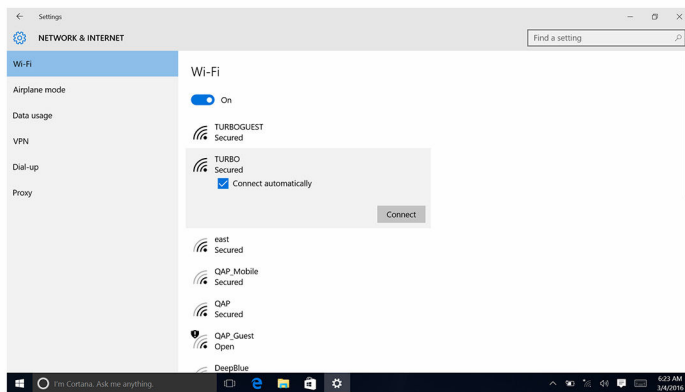 Settings
NETWORK & INTERNET
Find a setting
Wi-Fi
Airplane mode
Data usage
VPN
Dial-up
Proxy
Wi-Fi
On
TURBOGUEST
Secured
TURBO
Secured
Connect automatically
Connect
east
Secured
QAP_Mobile
Secured
QAP
Secured
QAP_Guest
Open
DeepBlue
I'm Cortana. Ask me anything.
6:23 AM
3/4/2016